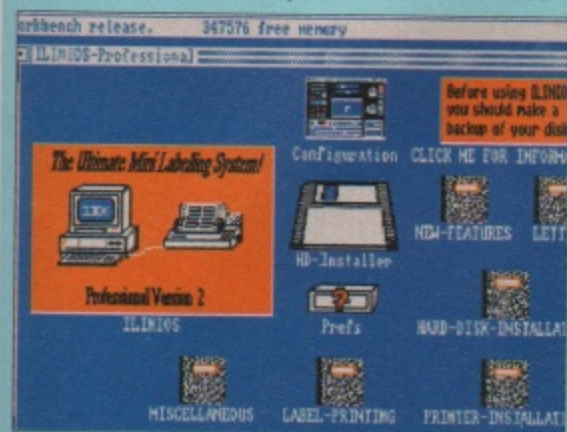 orkbench release.    347576 free memory
ILIMIOS-Professional
Before using ILIMIOS
you should make a
backup of your disk
The Ultimate Mini Labelling System!
Configuration
CLICK ME FOR INFORMA
NEW-FEATURES
LETT
HD-Installer
Professional Version 2
ILIMIOS
Prefs
HARD-DISK-INSTALLAT
MISCELLANEOUS
LABEL-PRINTING
PRINTER-INSTALLATI